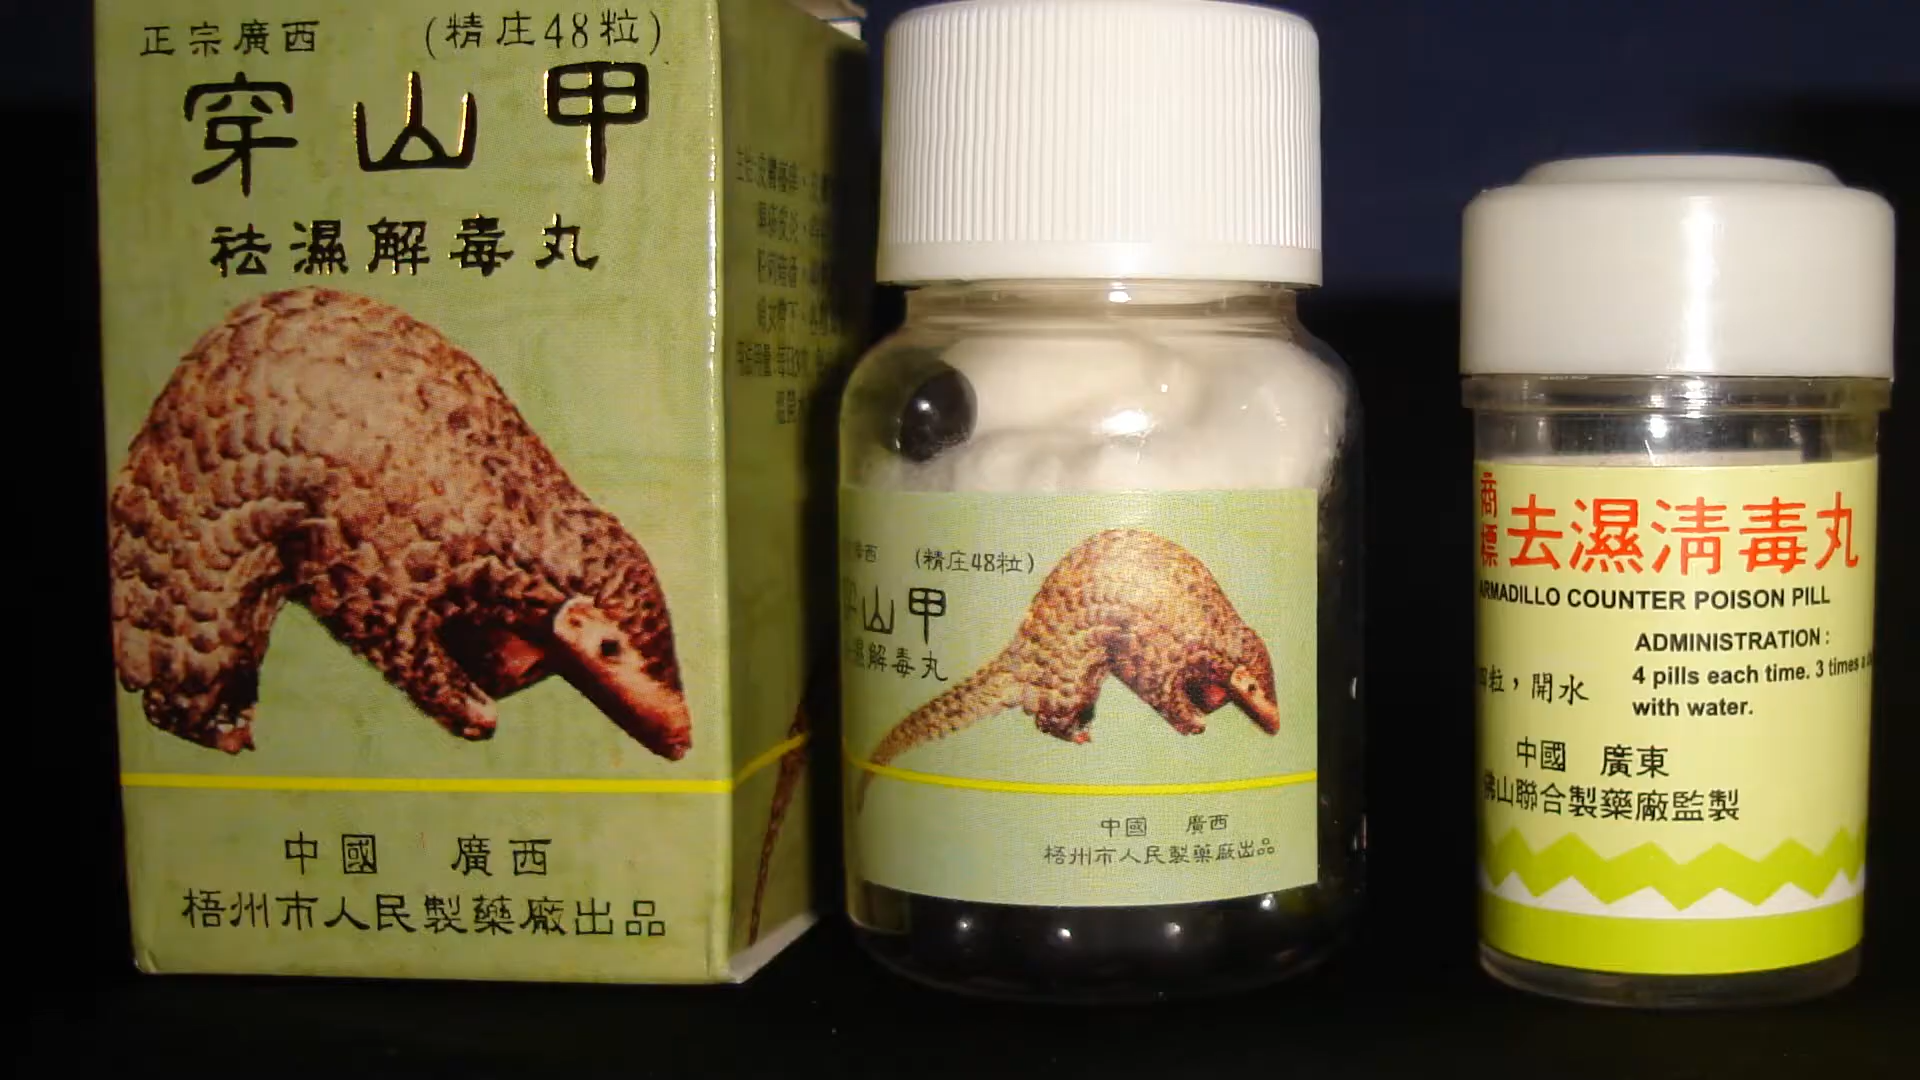 正宗廣西 (精庄48粒)
穿山甲
祛濕解毒丸
中國 廣西
梧州市人民製藥廠出品
西 (精庄48粒)
山甲
解毒丸
中國 廣西
梧州市人民製藥廠出品
商標
去濕清毒丸
ARMADILLO COUNTER POISON PILL
ADMINISTRATION :
4 pills each time. 3 times a
粒，開水
with water.
中國 廣東
佛山聯合製藥廠監製